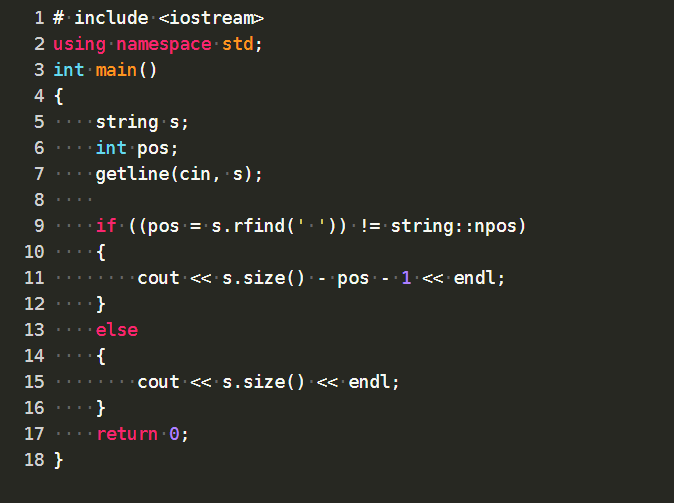 1 # include <iostream>
2 using namespace std;
3 int main()
4 {
5 ····string·s;
6 ····int·pos;
7 ····getline(cin,·s);
8 ····
9 ····if·((pos·=·s.rfind('·'))·!=·string::npos)
10 ····{
11 ········cout·<<·s.size()·-·pos·-·1·<<·endl;
12 ····}
13 ····else
14 ····{
15 ········cout·<<·s.size()·<<·endl;
16 ····}
17 ····return·0;
18 }